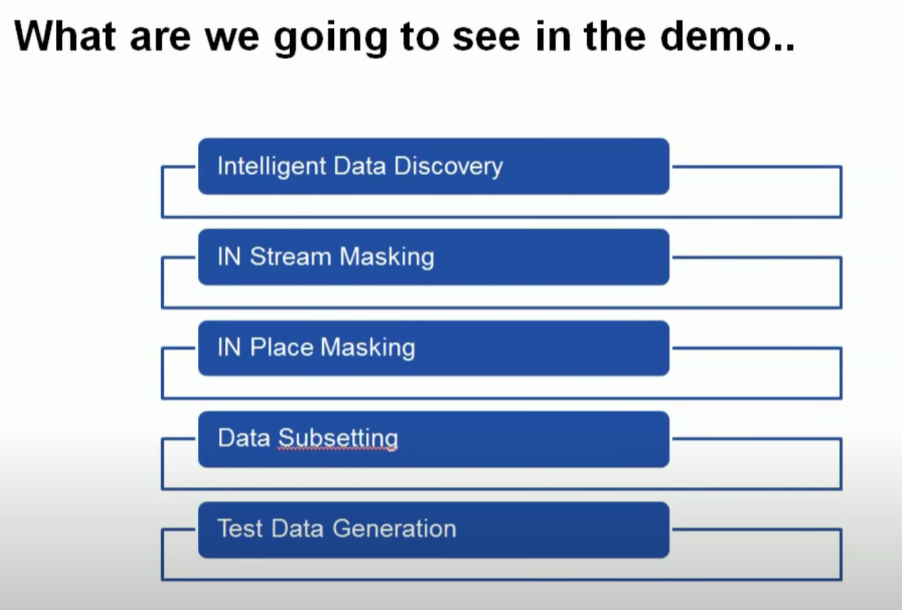 What are we going to see in the demo..
Intelligent Data Discovery
IN Stream Masking
IN Place Masking
Data Subsetting
Test Data Generation